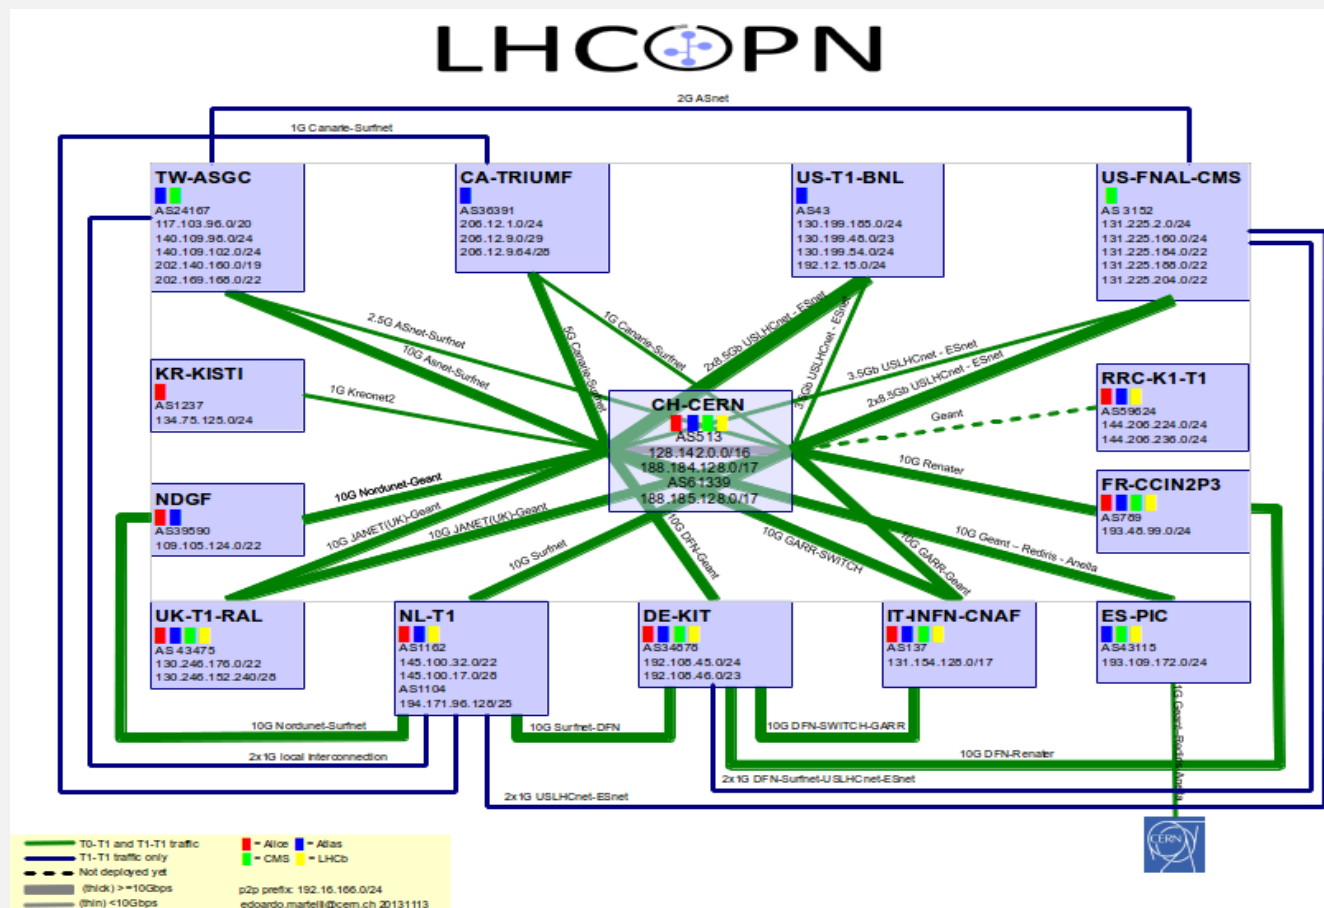 LHCOPN
2G ASnet
1G Canarie-Surfnet
TW-ASGC
AS24167
117.103.96.0/20
140.109.98.0/24
140.109.102.0/24
202.140.160.0/19
202.169.168.0/22
CA-TRIUMF
AS36391
206.12.1.0/24
206.12.9.0/29
206.12.9.64/28
US-T1-BNL
AS43
130.199.185.0/24
130.199.48.0/23
130.199.54.0/24
192.12.15.0/24
US-FNAL-CMS
AS 3152
131.225.2.0/24
131.225.160.0/24
131.225.184.0/22
131.225.188.0/22
131.225.204.0/22
2.5G ASnet-Surfnet
10G Asnet-Surfnet
5G Canarie-Surfnet
1G Canarie-Surfnet
2x8.5Gb USLHCnet - ESnet
3.5Gb USLHCnet - ESnet
3.5Gb USLHCnet - ESnet
2x8.5Gb USLHCnet - ESnet
KR-KISTI
AS1237
134.75.125.0/24
1G Kreonet2
CH-CERN
AS513
128.142.0.0/16
188.184.128.0/17
AS61339
188.185.128.0/17
Geant
RRC-K1-T1
AS59624
144.206.224.0/24
144.206.236.0/24
10G Renater
NDGF
AS39590
109.105.124.0/22
10G Nordunet-Geant
10G JANET(UK)-Geant
10G JANET(UK)-Geant
10G Surfnet
10G DFN-Geant
10G GARR-SWITCH
10G GARR-Geant
10G Geant – Rediris - Anella
FR-CCIN2P3
AS789
193.48.99.0/24
UK-T1-RAL
AS 43475
130.246.176.0/22
130.246.152.240/28
NL-T1
AS1162
145.100.32.0/22
145.100.17.0/28
AS1104
194.171.96.128/25
DE-KIT
AS34878
192.108.45.0/24
192.108.46.0/23
IT-INFN-CNAF
AS137
131.154.128.0/17
ES-PIC
AS43115
193.109.172.0/24
10G Nordunet-Surfnet
10G Surfnet-DFN
10G DFN-SWITCH-GARR
10G DFN-Renater
1G Geant-Rediris-Anella
2x1G local interconnection
2x1G DFN-Surfnet-USLHCnet-ESnet
2x1G USLHCnet-ESnet
CERN
T0-T1 and T1-T1 traffic
T1-T1 traffic only
Not deployed yet
(thick) >=10Gbps
(thin) <10Gbps
= Alice = Atlas
= CMS = LHCb
p2p prefix: 192.16.166.0/24
edoardo.martelli@cern.ch 20131113